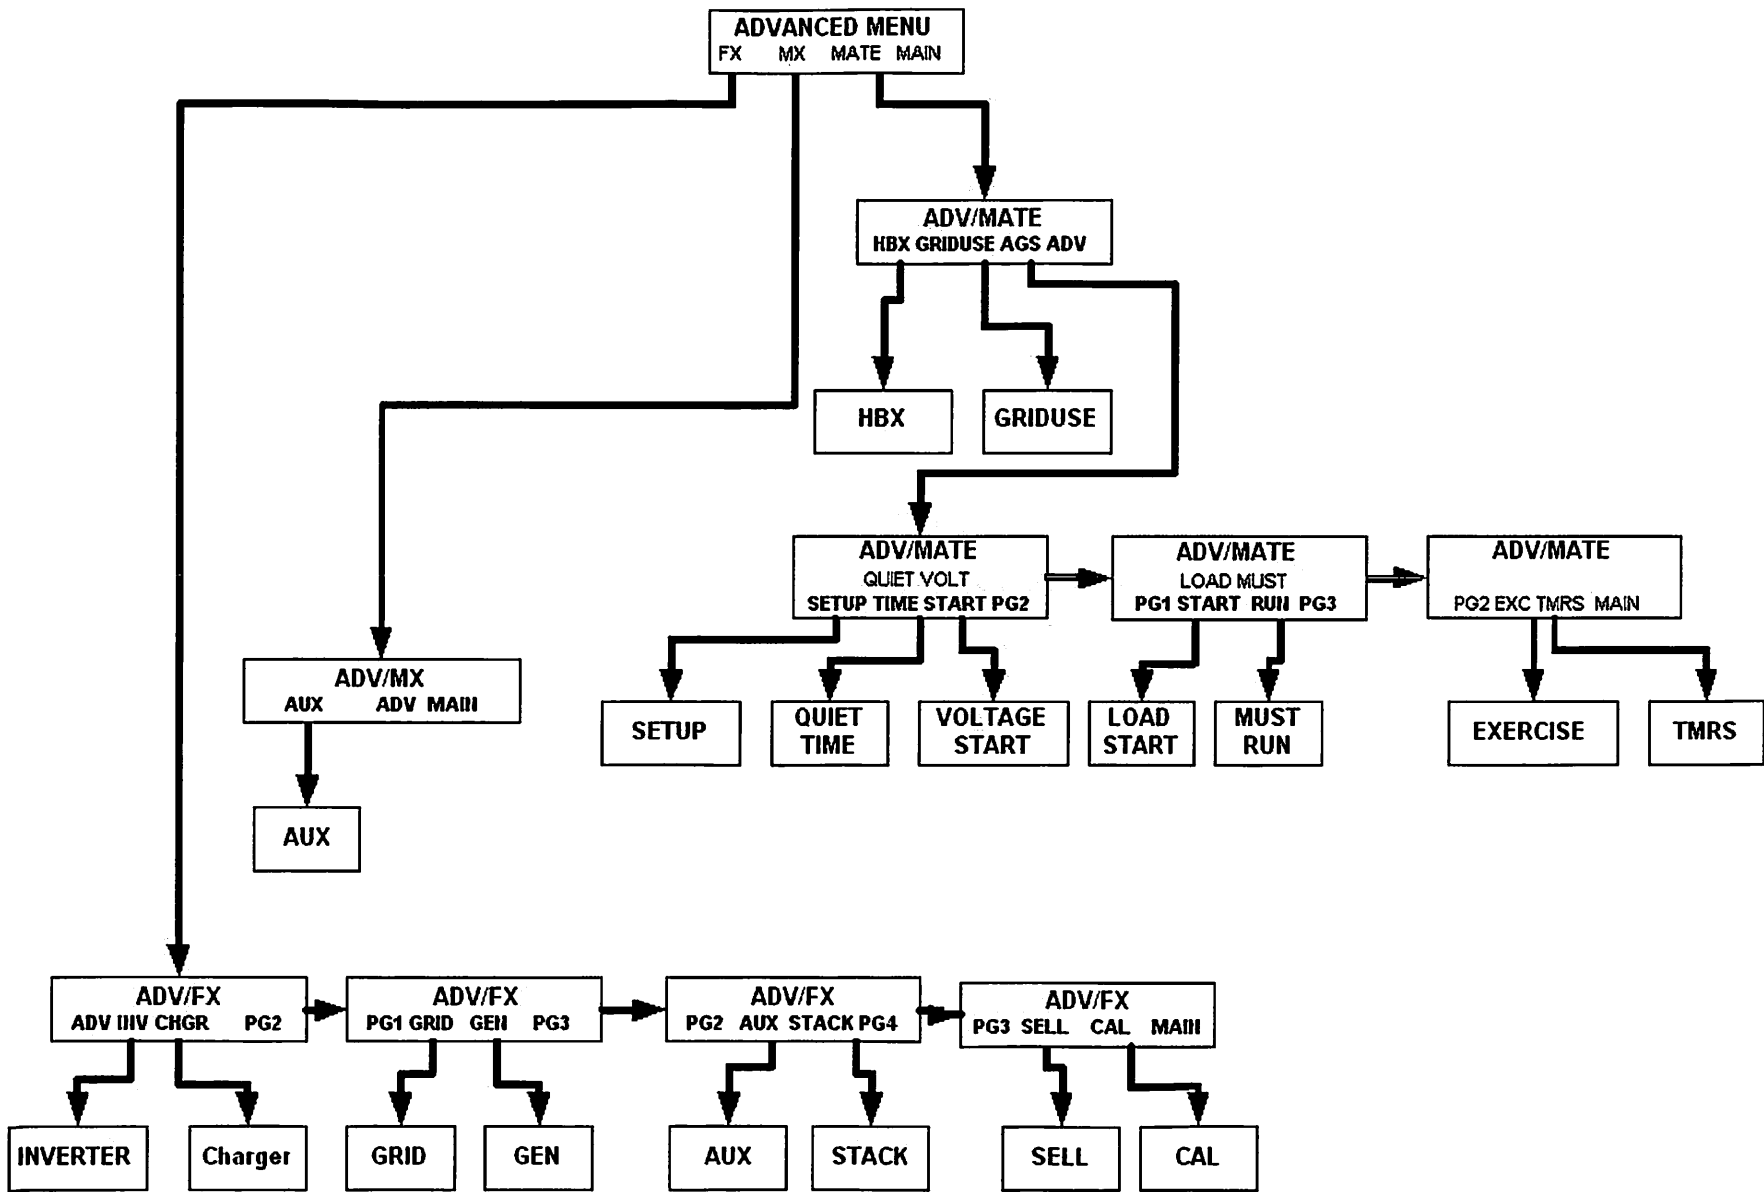 ADVANCED MENU
FX MX MATE MAIN
ADV/MATE
HBX GRIDUSE AGS ADV
HBX
GRIDUSE
ADV/MATE
QUIET VOLT
SETUP TIME START PG2
ADV/MATE
LOAD MUST
PG1 START RUN PG3
ADV/MATE
PG2 EXC TMRS MAIN
ADV/MX
AUX ADV MAIN
SETUP
QUIET
TIME
VOLTAGE
START
LOAD
START
MUST
RUN
EXERCISE
TMRS
AUX
ADV/FX
ADV INV CHGR PG2
ADV/FX
PG1 GRID GEN PG3
ADV/FX
PG2 AUX STACK PG4
ADV/FX
PG3 SELL CAL MAIN
INVERTER
Charger
GRID
GEN
AUX
STACK
SELL
CAL